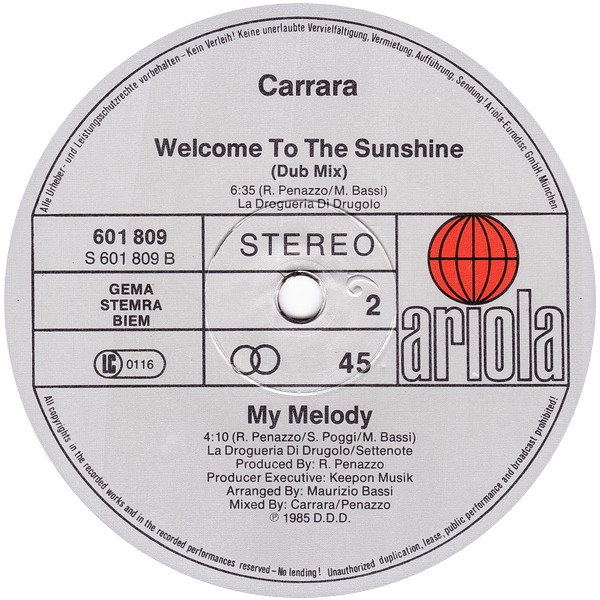 Alle Urheber- und Leistungsschutzrechte vorbehalten – Kein Verleih! Keine unerlaubte Vervielfältigung, Vermietung, Aufführung, Sendung! Ariola-Eurodisc GmbH, München.
Carrara
Welcome To The Sunshine
(Dub Mix)
6:35 (R. Penazzo/M. Bassi)
La Drogueria Di Drugolo
601 809
S 601 809 B
STEREO
GEMA
STEMRA
BIEM
2
LC 0116
45
ariola
My Melody
4:10 (R. Penazzo/S. Poggi/M. Bassi)
La Drogueria Di Drugolo/Settenote
Produced By: R. Penazzo
Producer Executive: Keepon Musik
Arranged By: Maurizio Bassi
Mixed By: Carrara/Penazzo
℗ 1985 D.D.D.
All copyrights in the recorded works and in the recorded performances reserved – No lending! Unauthorized duplication, lease, public performance and broadcast prohibited!